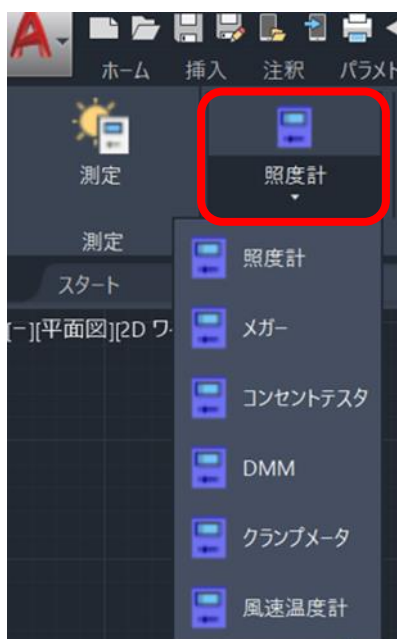 ホーム 挿入 注釈 パラメト
測定
照度計
測定
スタート
[−][平面図][2D ワ
照度計
メガー
コンセントテスタ
DMM
クランプメータ
風速温度計